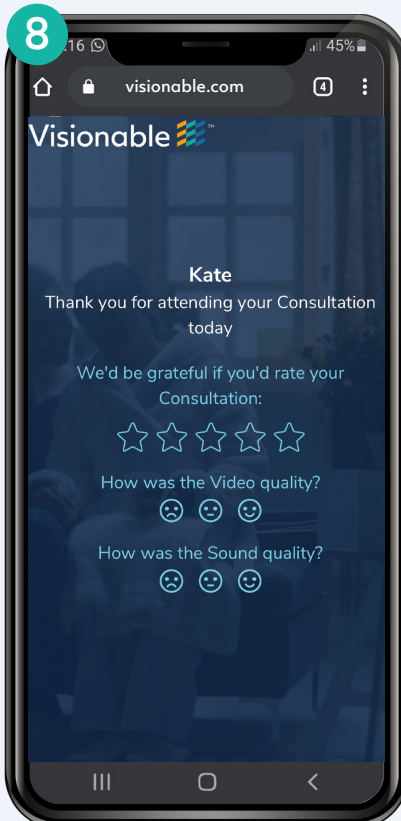 8
:16 45%
visionable.com 4
Visionable ™
Kate
Thank you for attending your Consultation
today
We'd be grateful if you'd rate your
Consultation:
How was the Video quality?
How was the Sound quality?